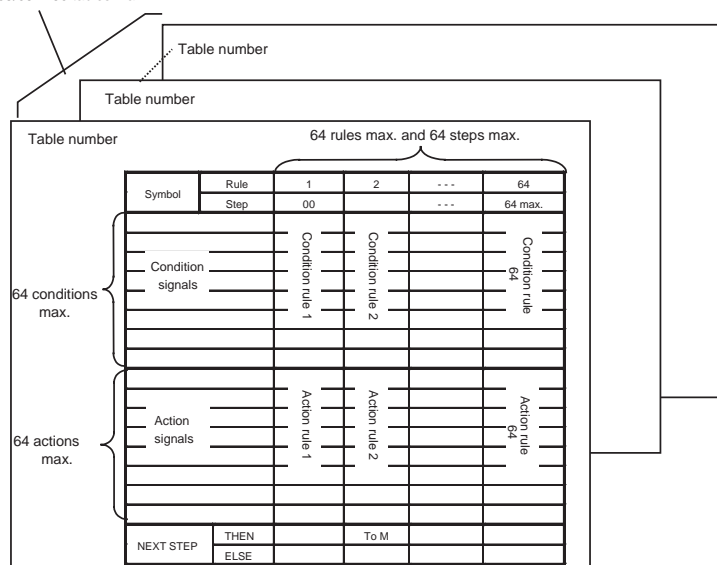 Table number
Table number
Table number
64 rules max. and 64 steps max.
Symbol Rule 1 2 --- 64
Step 00 --- 64 max.
64 conditions
max.
Condition
signals
Condition rule 1
Condition rule 2
Condition rule
64
64 actions
max.
Action
signals
Action rule 1
Action rule 2
Action rule
64
NEXT STEP THEN To M
ELSE